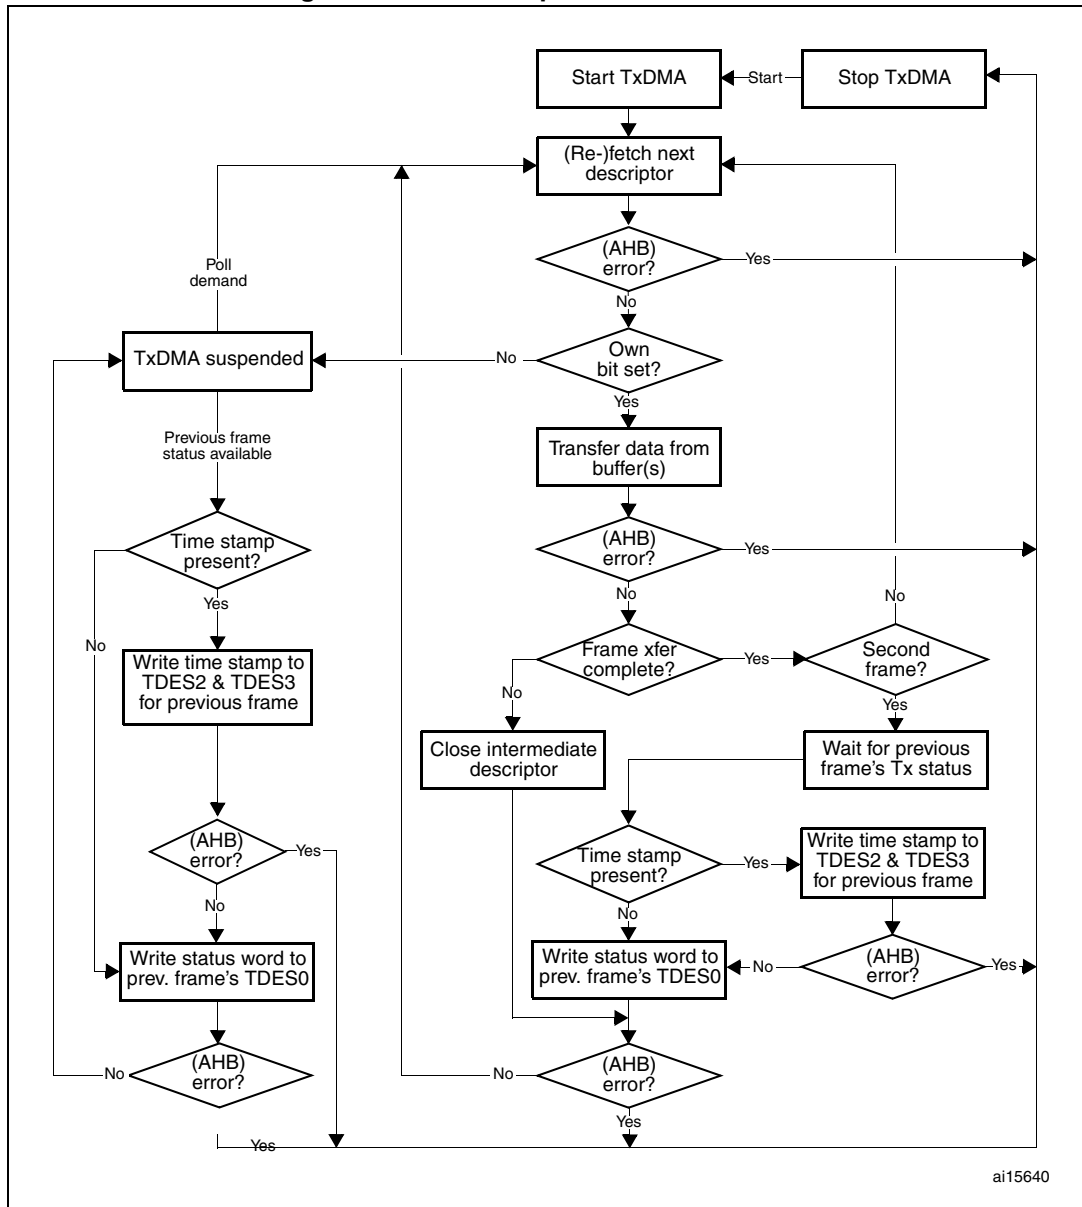 Start TxDMA
Start
Stop TxDMA
(Re-)fetch next
descriptor
(AHB)
error?
Yes
No
Poll
demand
TxDMA suspended
No
Own
bit set?
Yes
Previous frame
status available
Transfer data from
buffer(s)
Time stamp
present?
(AHB)
error?
Yes
No
Yes
No
No
Write time stamp to
TDES2 & TDES3
for previous frame
Frame xfer
complete?
Yes
Second
frame?
No
Yes
Close intermediate
descriptor
Wait for previous
frame's Tx status
(AHB)
error?
Yes
No
Time stamp
present?
Yes
Write time stamp to
TDES2 & TDES3
for previous frame
No
Write status word to
prev. frame's TDES0
Write status word to
prev. frame's TDES0
No
(AHB)
error?
Yes
No
(AHB)
error?
No
(AHB)
error?
Yes
Yes
ai15640